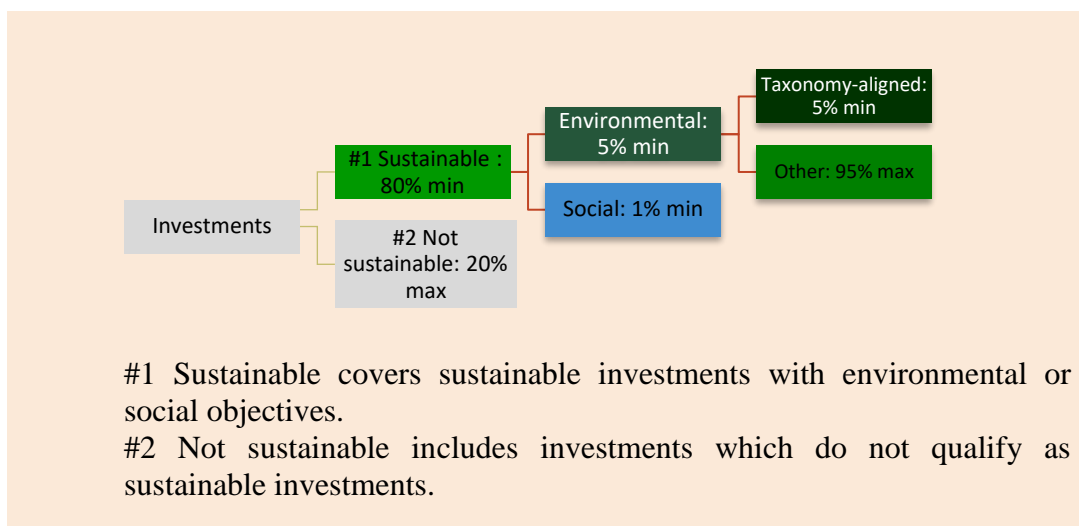 Taxonomy-aligned:
5% min
Environmental:
5% min
#1 Sustainable :
80% min
Other: 95% max
Social: 1% min
Investments
#2 Not
sustainable: 20%
max
#1 Sustainable covers sustainable investments with environmental or
social objectives.
#2 Not sustainable includes investments which do not qualify as
sustainable investments.